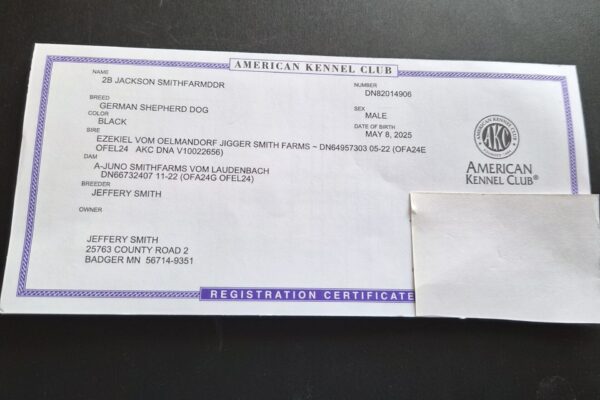 AMERICAN KENNEL CLUB
NAME
2B JACKSON SMITHFARMDDR
NUMBER
DN82014906
BREED
GERMAN SHEPHERD DOG
SEX
MALE
COLOR
BLACK
DATE OF BIRTH
MAY 8, 2025
SIRE
EZEKIEL VOM OELMANDORF JIGGER SMITH FARMS ~ DN64957303 05-22 (OFA24E
OFEL24 AKC DNA V10022656)
DAM
A-JUNO SMITHFARMS VOM LAUDENBACH
DN66732407 11-22 (OFA24G OFEL24)
BREEDER
JEFFERY SMITH
OWNER
JEFFERY SMITH
25763 COUNTY ROAD 2
BADGER MN 56714-9351
AKC
AMERICAN
KENNEL CLUB®
REGISTRATION CERTIFICATE